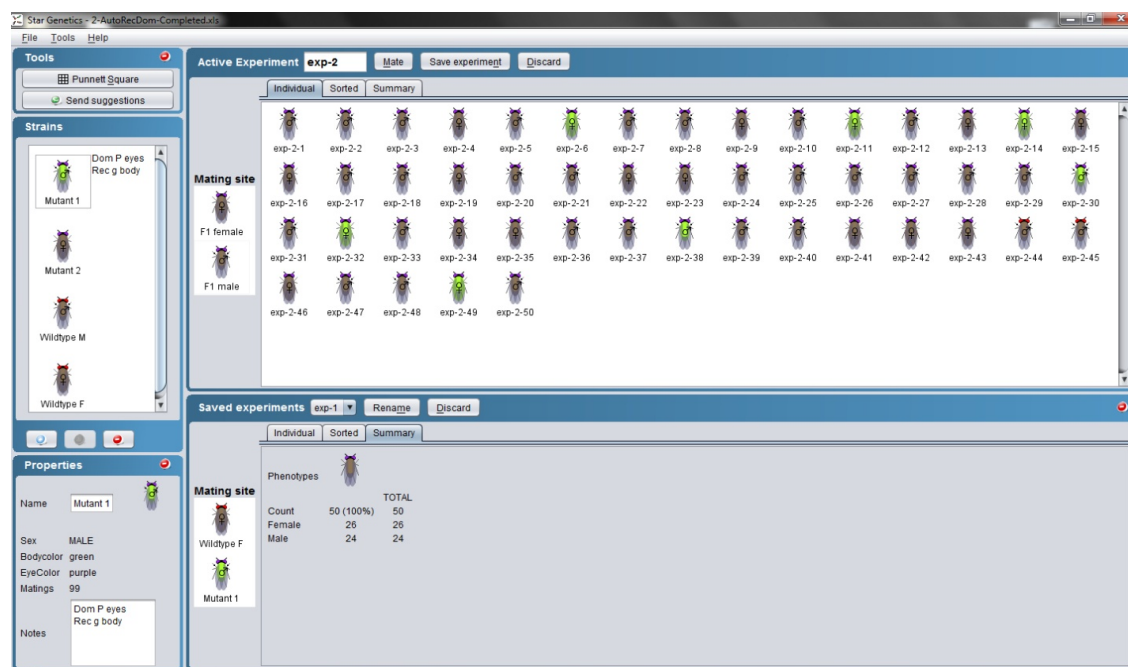 Star Genetics - 2-AutoRecDom-Completed.xls
File Tools Help
Tools
Punnett Square
Send suggestions
Strains
Dom P eyes
Rec g body
Mutant 1
Mutant 2
Wildtype M
Wildtype F
Properties
Name Mutant 1
Sex MALE
Bodycolor green
EyeColor purple
Matings 99
Notes
Dom P eyes
Rec g body
Active Experiment exp-2 Mate Save experiment Discard
Individual Sorted Summary
Mating site
F1 female
F1 male
exp-2-1 exp-2-2 exp-2-3 exp-2-4 exp-2-5 exp-2-6 exp-2-7 exp-2-8 exp-2-9 exp-2-10 exp-2-11 exp-2-12 exp-2-13 exp-2-14 exp-2-15
exp-2-16 exp-2-17 exp-2-18 exp-2-19 exp-2-20 exp-2-21 exp-2-22 exp-2-23 exp-2-24 exp-2-25 exp-2-26 exp-2-27 exp-2-28 exp-2-29 exp-2-30
exp-2-31 exp-2-32 exp-2-33 exp-2-34 exp-2-35 exp-2-36 exp-2-37 exp-2-38 exp-2-39 exp-2-40 exp-2-41 exp-2-42 exp-2-43 exp-2-44 exp-2-45
exp-2-46 exp-2-47 exp-2-48 exp-2-49 exp-2-50
Saved experiments exp-1 Rename Discard
Individual Sorted Summary
Mating site
Wildtype F
Mutant 1
Phenotypes
TOTAL
Count 50 (100%) 50
Female 26 26
Male 24 24